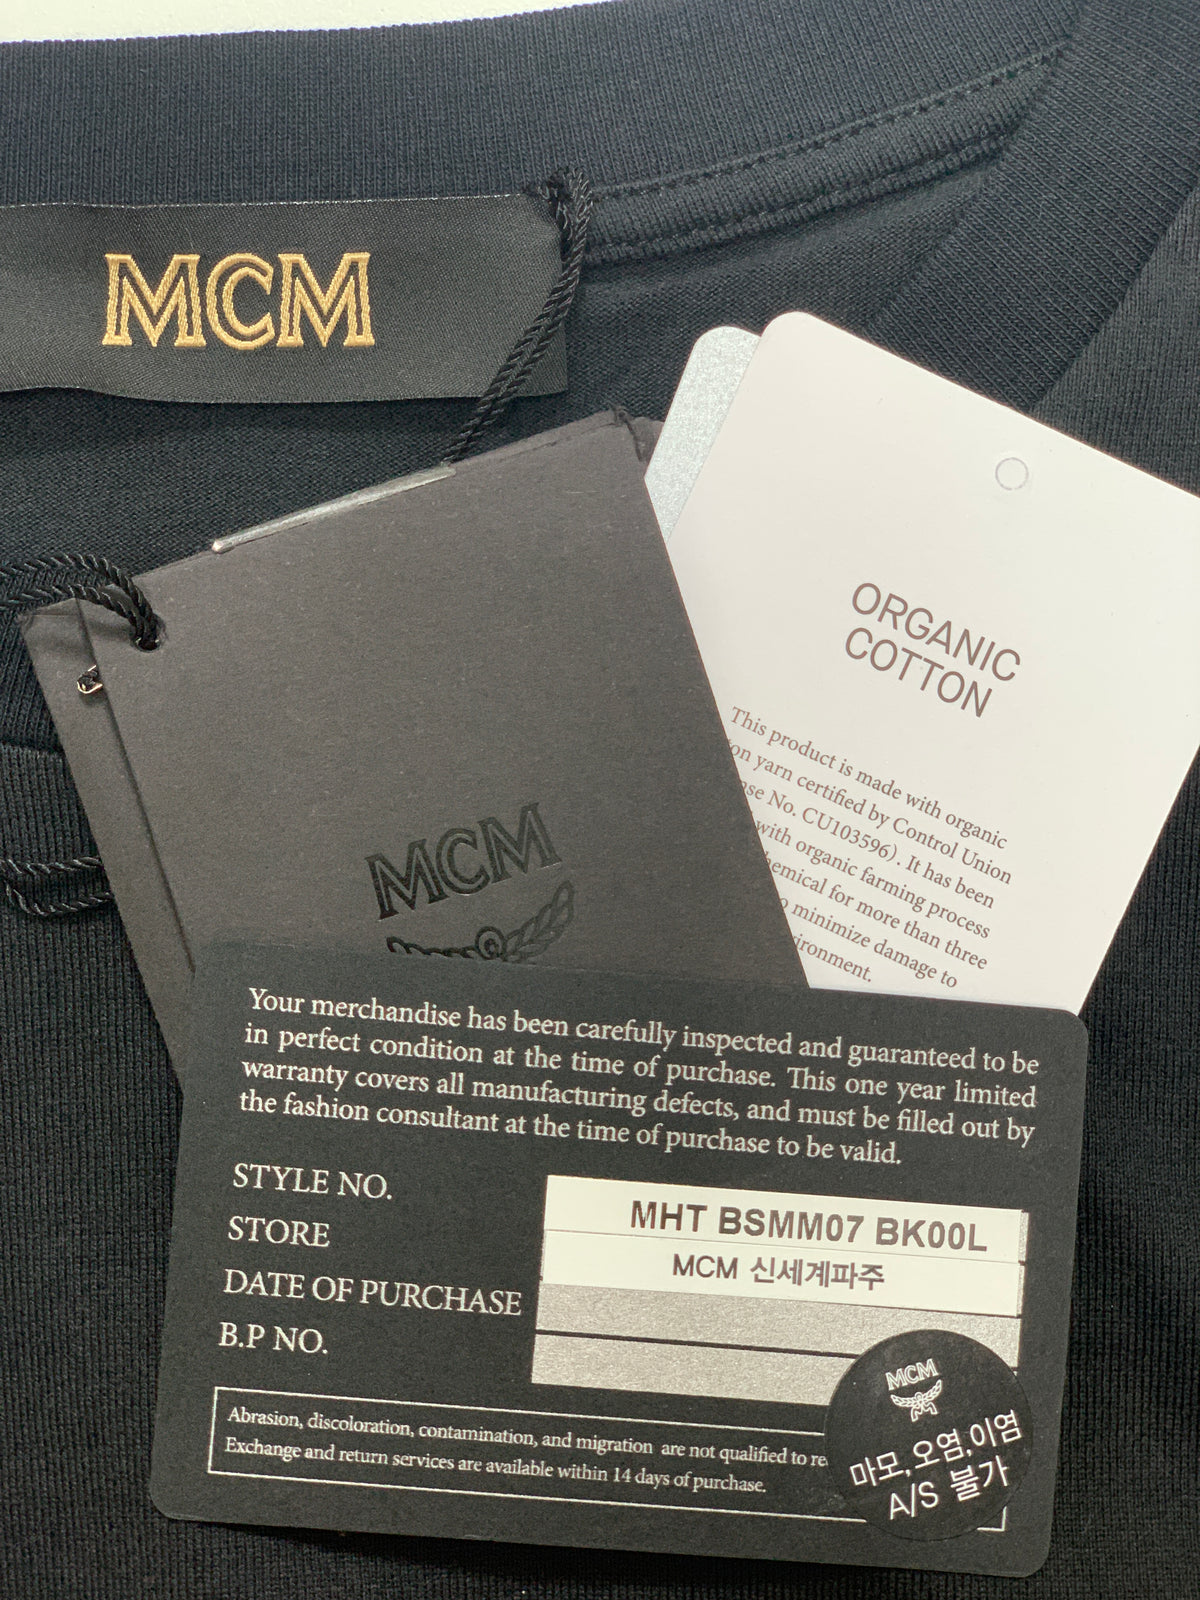 MCM
ORGANIC
COTTON
This product is made with organic
on yarn certified by Control Union
nse No. CU103596). It has been
with organic farming process
hemical for more than three
o minimize damage to
vironment.
MCM
Your merchandise has been carefully inspected and guaranteed to be
in perfect condition at the time of purchase. This one year limited
warranty covers all manufacturing defects, and must be filled out by
the fashion consultant at the time of purchase to be valid.
STYLE NO. MHT BSMM07 BK00L
STORE MCM 신세계파주
DATE OF PURCHASE
B.P NO.
Abrasion, discoloration, contamination, and migration are not qualified to re
Exchange and return services are available within 14 days of purchase.
MCM
마모,오염,이염
A/S 불가